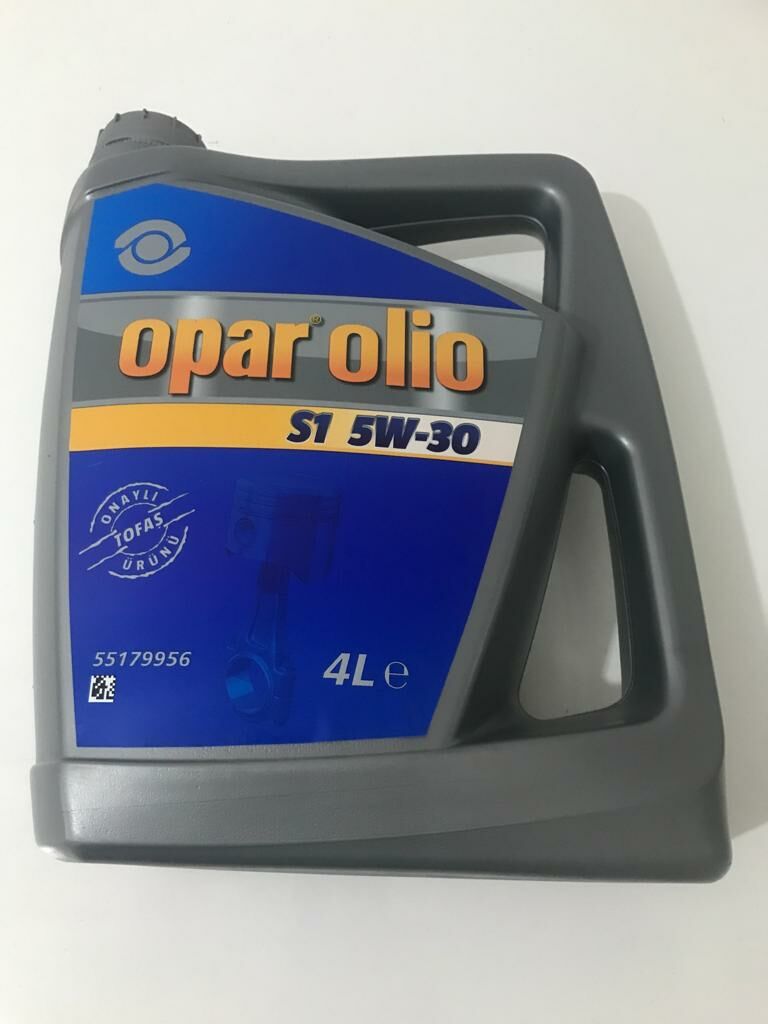 opar® olio
S1 5W-30
ONAYLI
TOFAŞ
ÜRÜNÜ
55179956
4L ℮